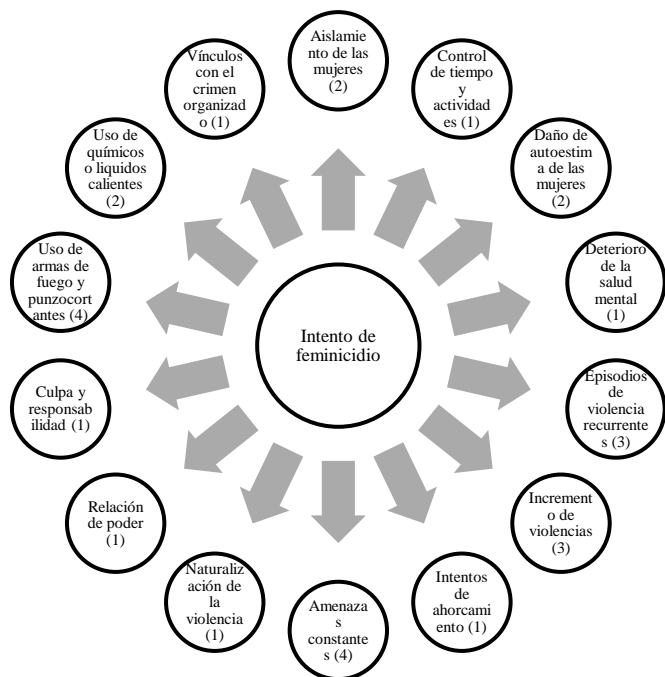 Aislamie
nto de las
mujeres
(2)
Control
de tiempo
y
actividad
es (1)
Daño de
autoestim
a de las
mujeres
(2)
Deterioro
de la
salud
mental
(1)
Episodios
de
violencia
recurrentes
(3)
Increment
o de
violencias
(3)
Intentos
de
ahorcami
ento (1)
Amenaza
s
constante
s (4)
Naturaliz
ación de
la
violencia
(1)
Relación
de poder
(1)
Culpa y
responsab
ilidad (1)
Uso de
armas de
fuego y
punzocort
antes (4)
Uso de
químicos
o liquidos
calientes
(2)
Vínculos
con el
crimen
organizad
o (1)
Intento de
feminicidio